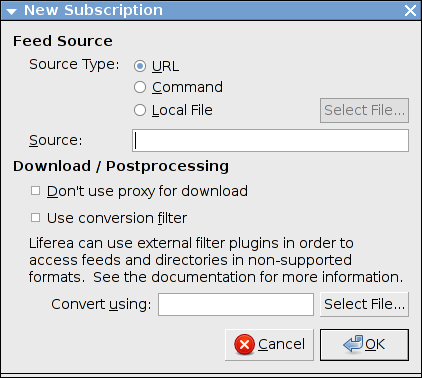 New Subscription
Feed Source
Source Type: URL
Command
Local File Select File...
Source:
Download / Postprocessing
Don't use proxy for download
Use conversion filter
Liferea can use external filter plugins in order to
access feeds and directories in non-supported
formats. See the documentation for more information.
Convert using: Select File...
Cancel OK